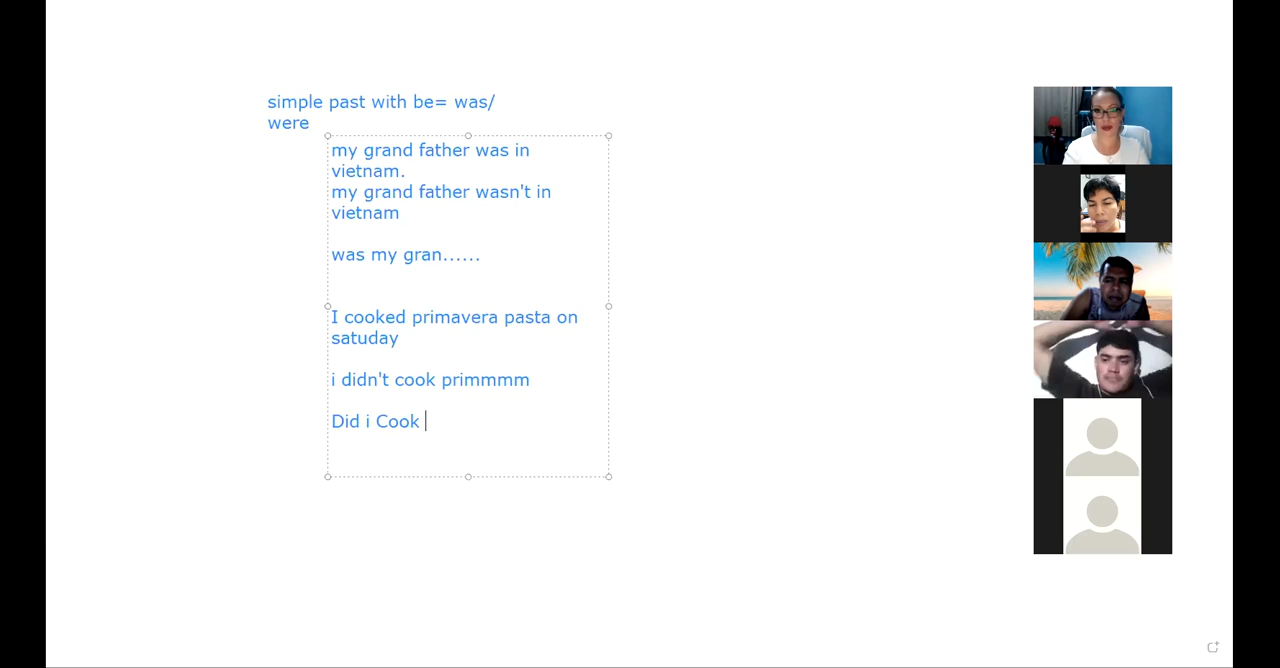 simple past with be= was/
were
my grand father was in
vietnam.
my grand father wasn't in
vietnam
was my gran......
I cooked primavera pasta on
satuday
i didn't cook primmmm
Did i Cook